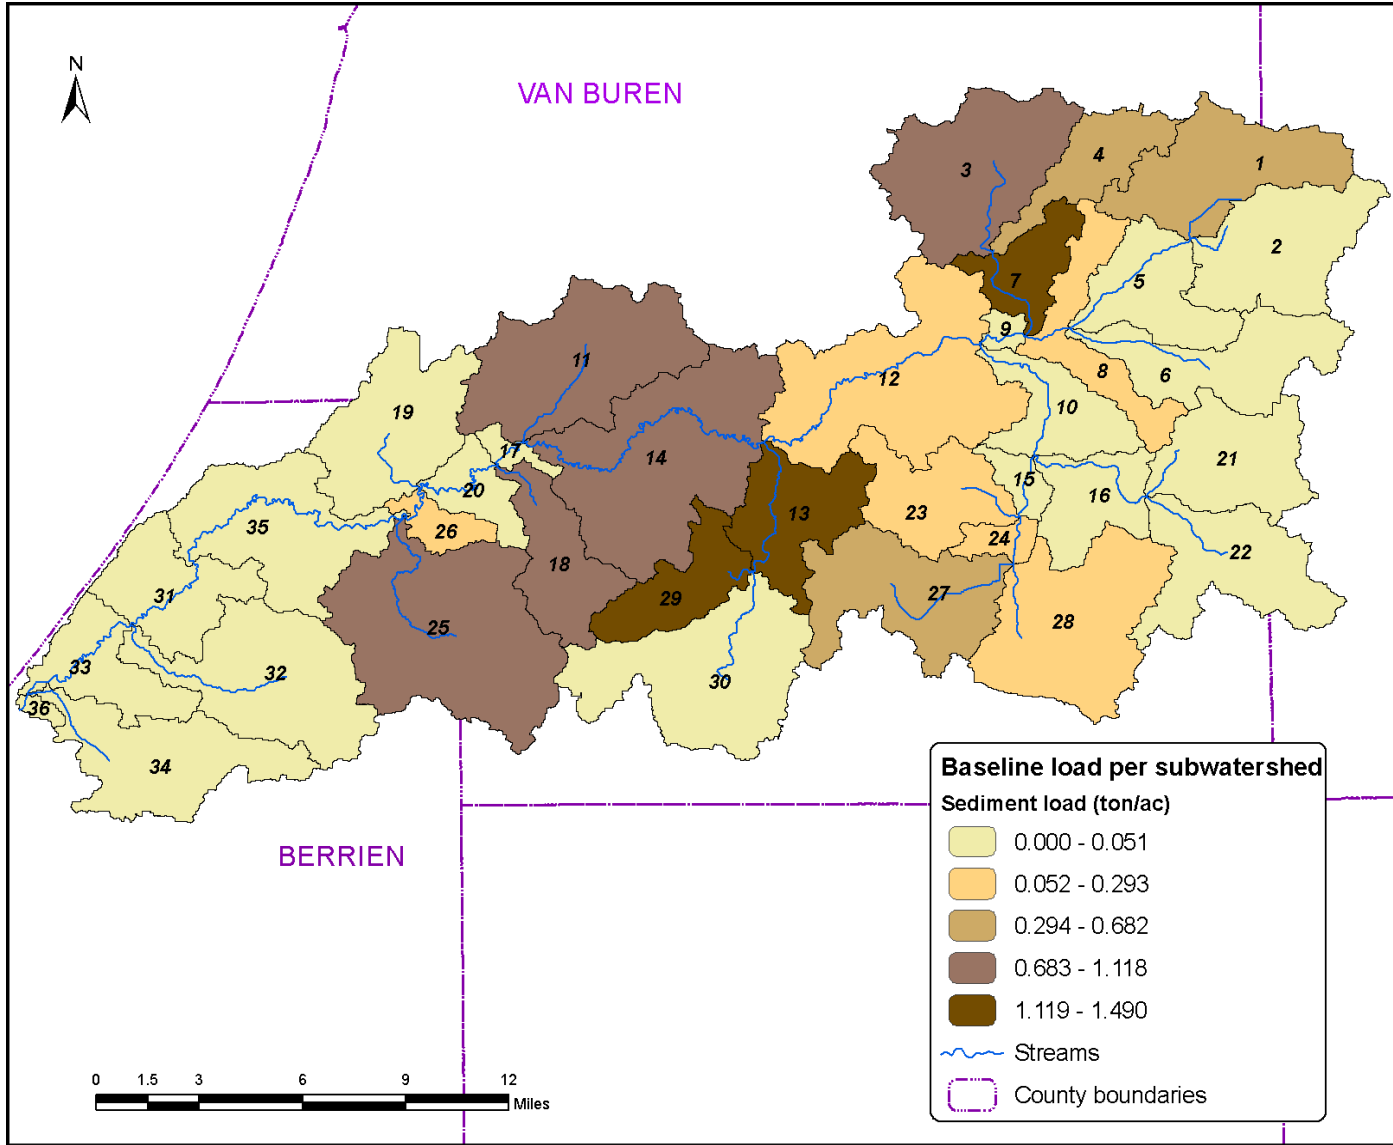 N
VAN BUREN
3
4
1
2
7
5
9
8
6
12
11
10
19
17
14
20
15
16
21
13
23
24
22
26
35
18
29
27
28
31
25
33
32
30
36
34
Baseline load per subwatershed
Sediment load (ton/ac)
0.000 - 0.051
0.052 - 0.293
0.294 - 0.682
0.683 - 1.118
1.119 - 1.490
Streams
County boundaries
BERRIEN
0 1.5 3 6 9 12
Miles